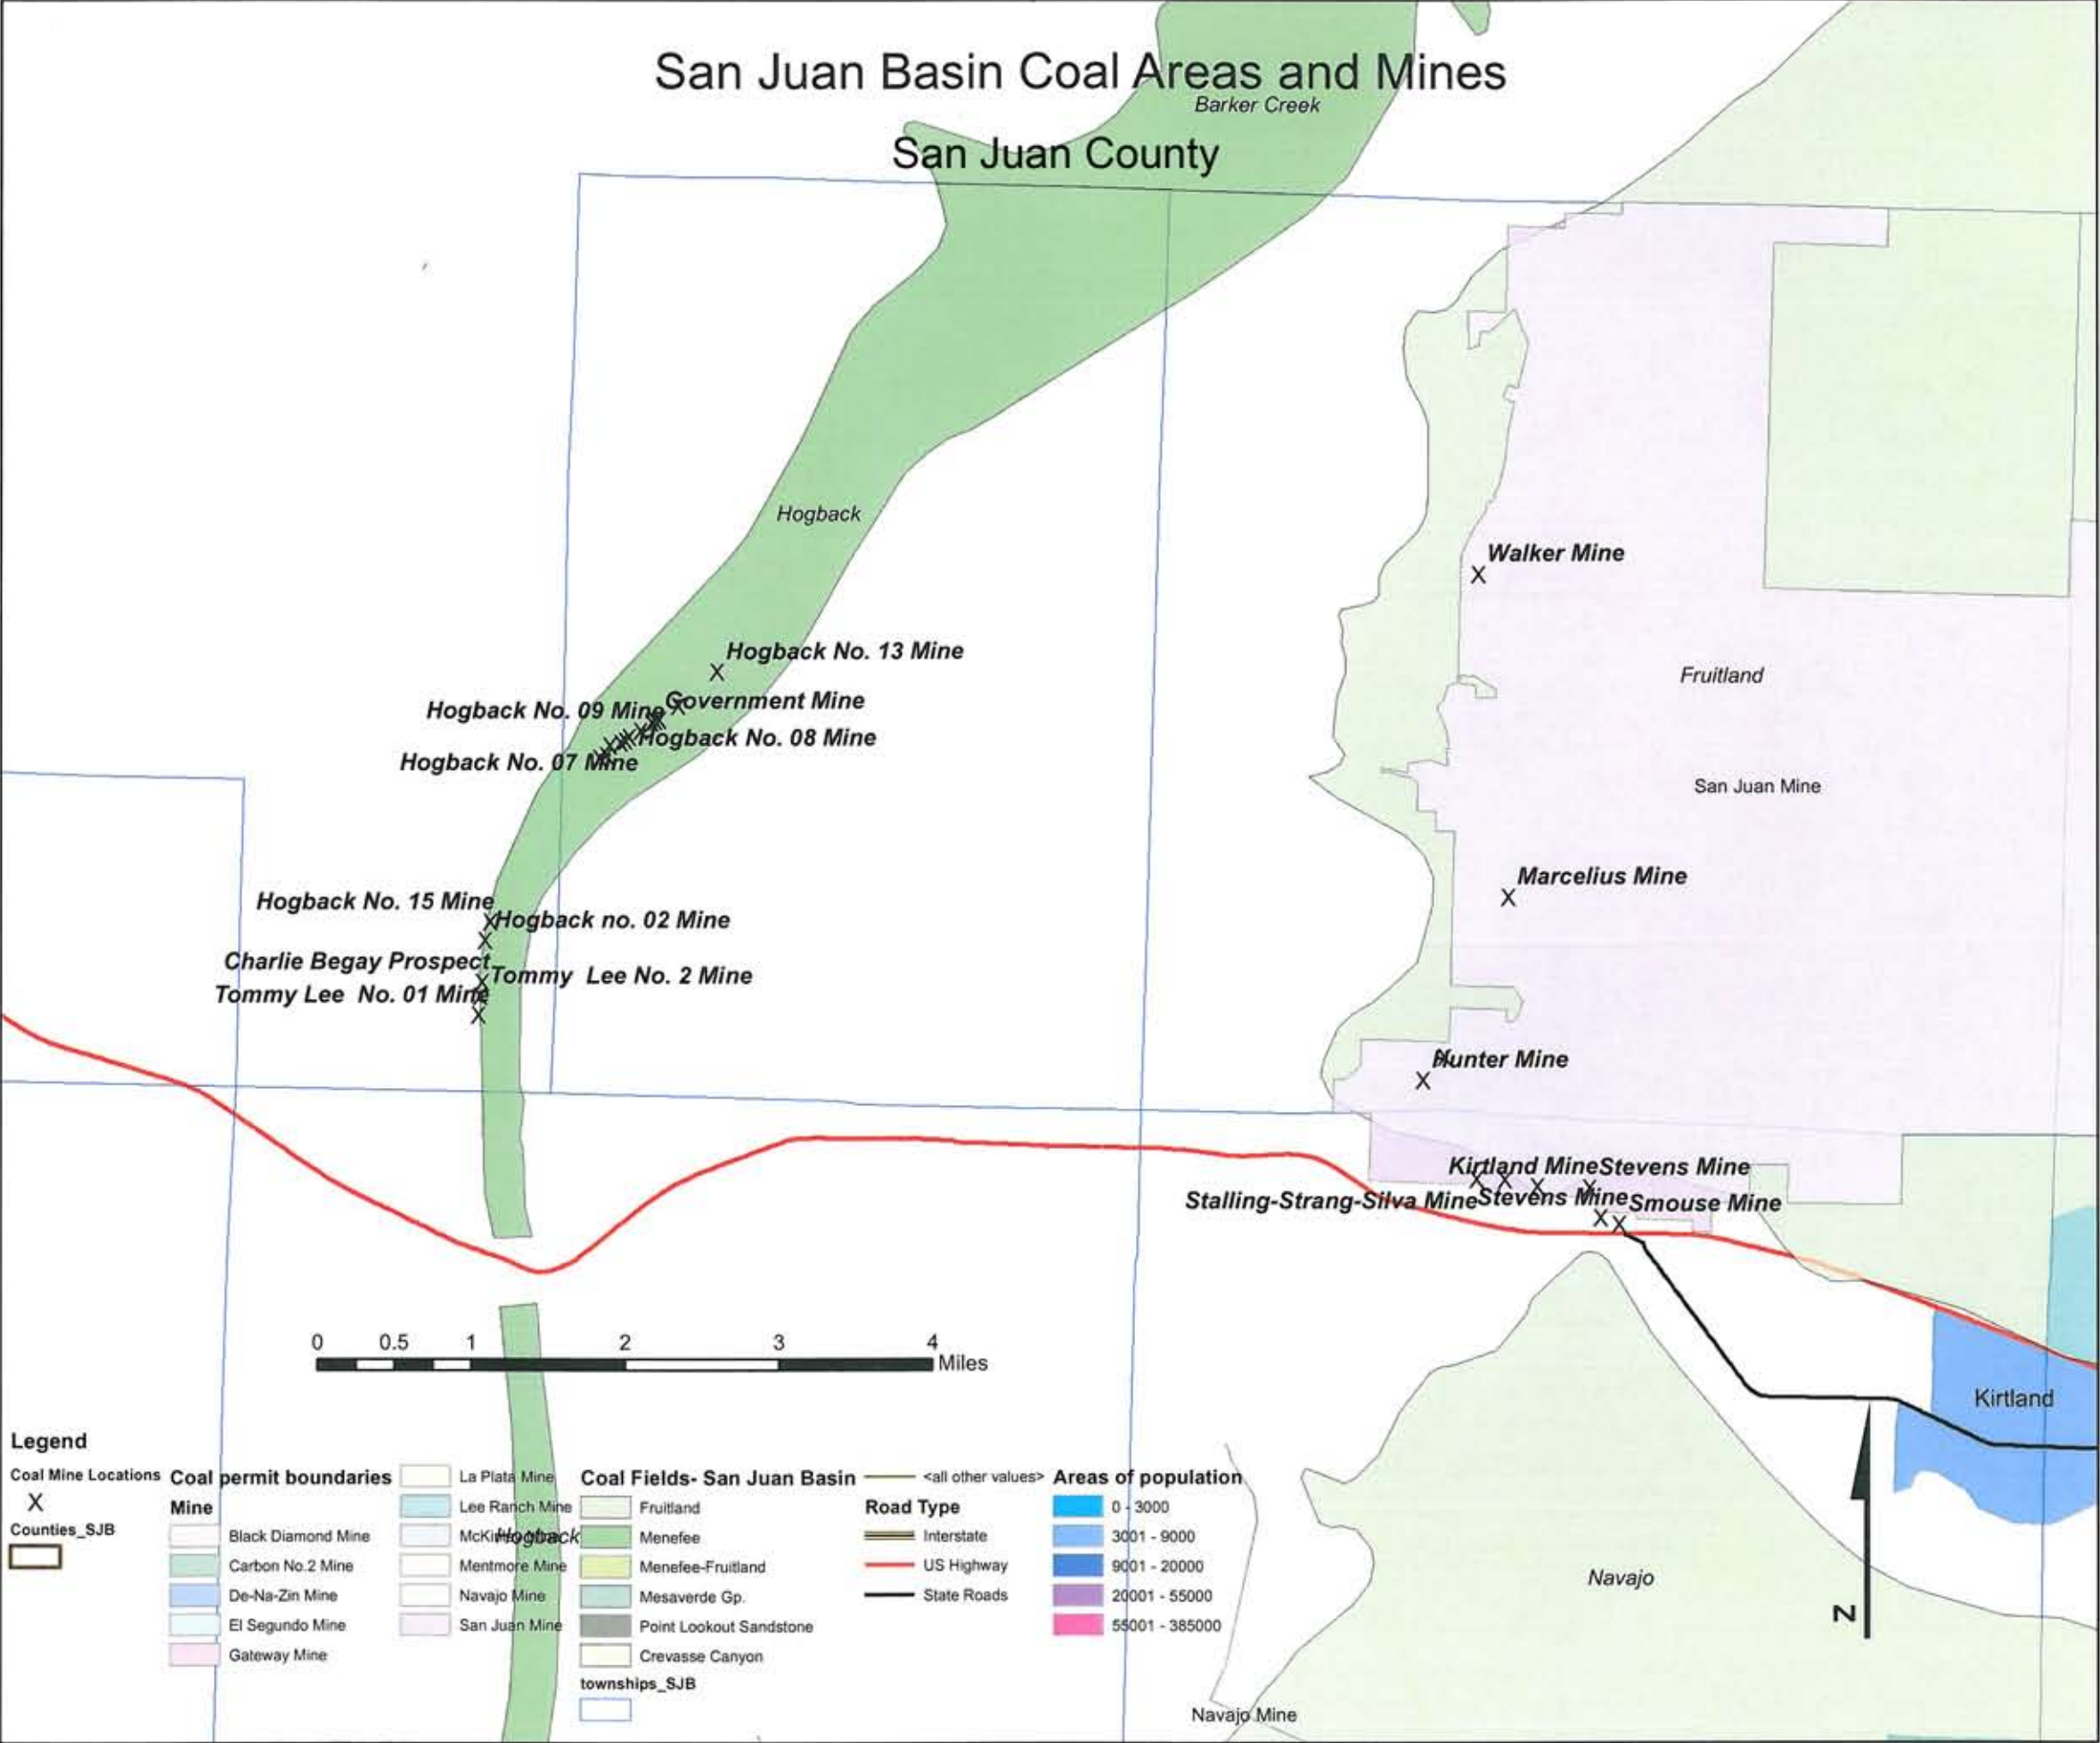 San Juan Basin Coal Areas and Mines
Barker Creek
San Juan County
Hogback
Walker Mine
Hogback No. 13 Mine
Fruitland
Government Mine
Hogback No. 09 Mine
Hogback No. 08 Mine
Hogback No. 07 Mine
San Juan Mine
Marcelius Mine
Hogback No. 15 Mine
Hogback no. 02 Mine
Charlie Begay Prospect
Tommy Lee No. 2 Mine
Tommy Lee No. 01 Mine
Hunter Mine
Kirtland Mine
Stevens Mine
Stalling-Strang-Silva Mine
Stevens Mine
Smouse Mine
0 0.5 1 2 3 4
Miles
Kirtland
Navajo
N
Navajo Mine
Hogback
Legend
Coal Mine Locations
X
Counties_SJB
Coal permit boundaries
Mine
Black Diamond Mine
Carbon No.2 Mine
De-Na-Zin Mine
El Segundo Mine
Gateway Mine
La Plata Mine
Lee Ranch Mine
Mentmore Mine
Navajo Mine
San Juan Mine
Coal Fields- San Juan Basin
Fruitland
Menefee
Menefee-Fruitland
Mesaverde Gp.
Point Lookout Sandstone
Crevasse Canyon
townships_SJB
<all other values>
Road Type
Interstate
US Highway
State Roads
Areas of population
0 - 3000
3001 - 9000
9001 - 20000
20001 - 55000
55001 - 385000